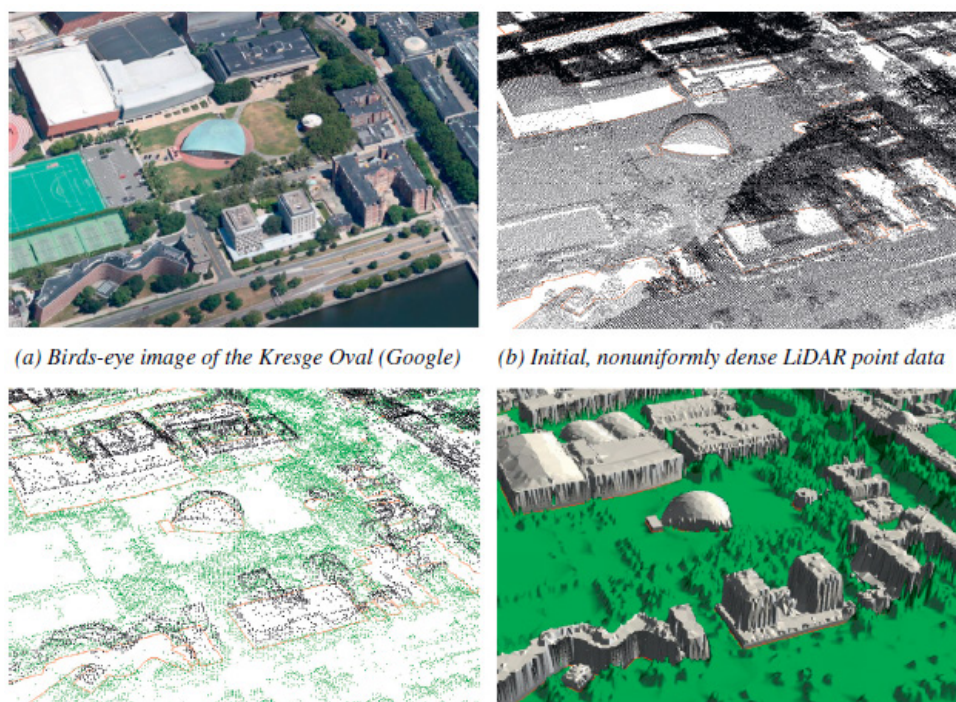 (a) Birds-eye image of the Kresge Oval (Google)
(b) Initial, nonuniformly dense LiDAR point data